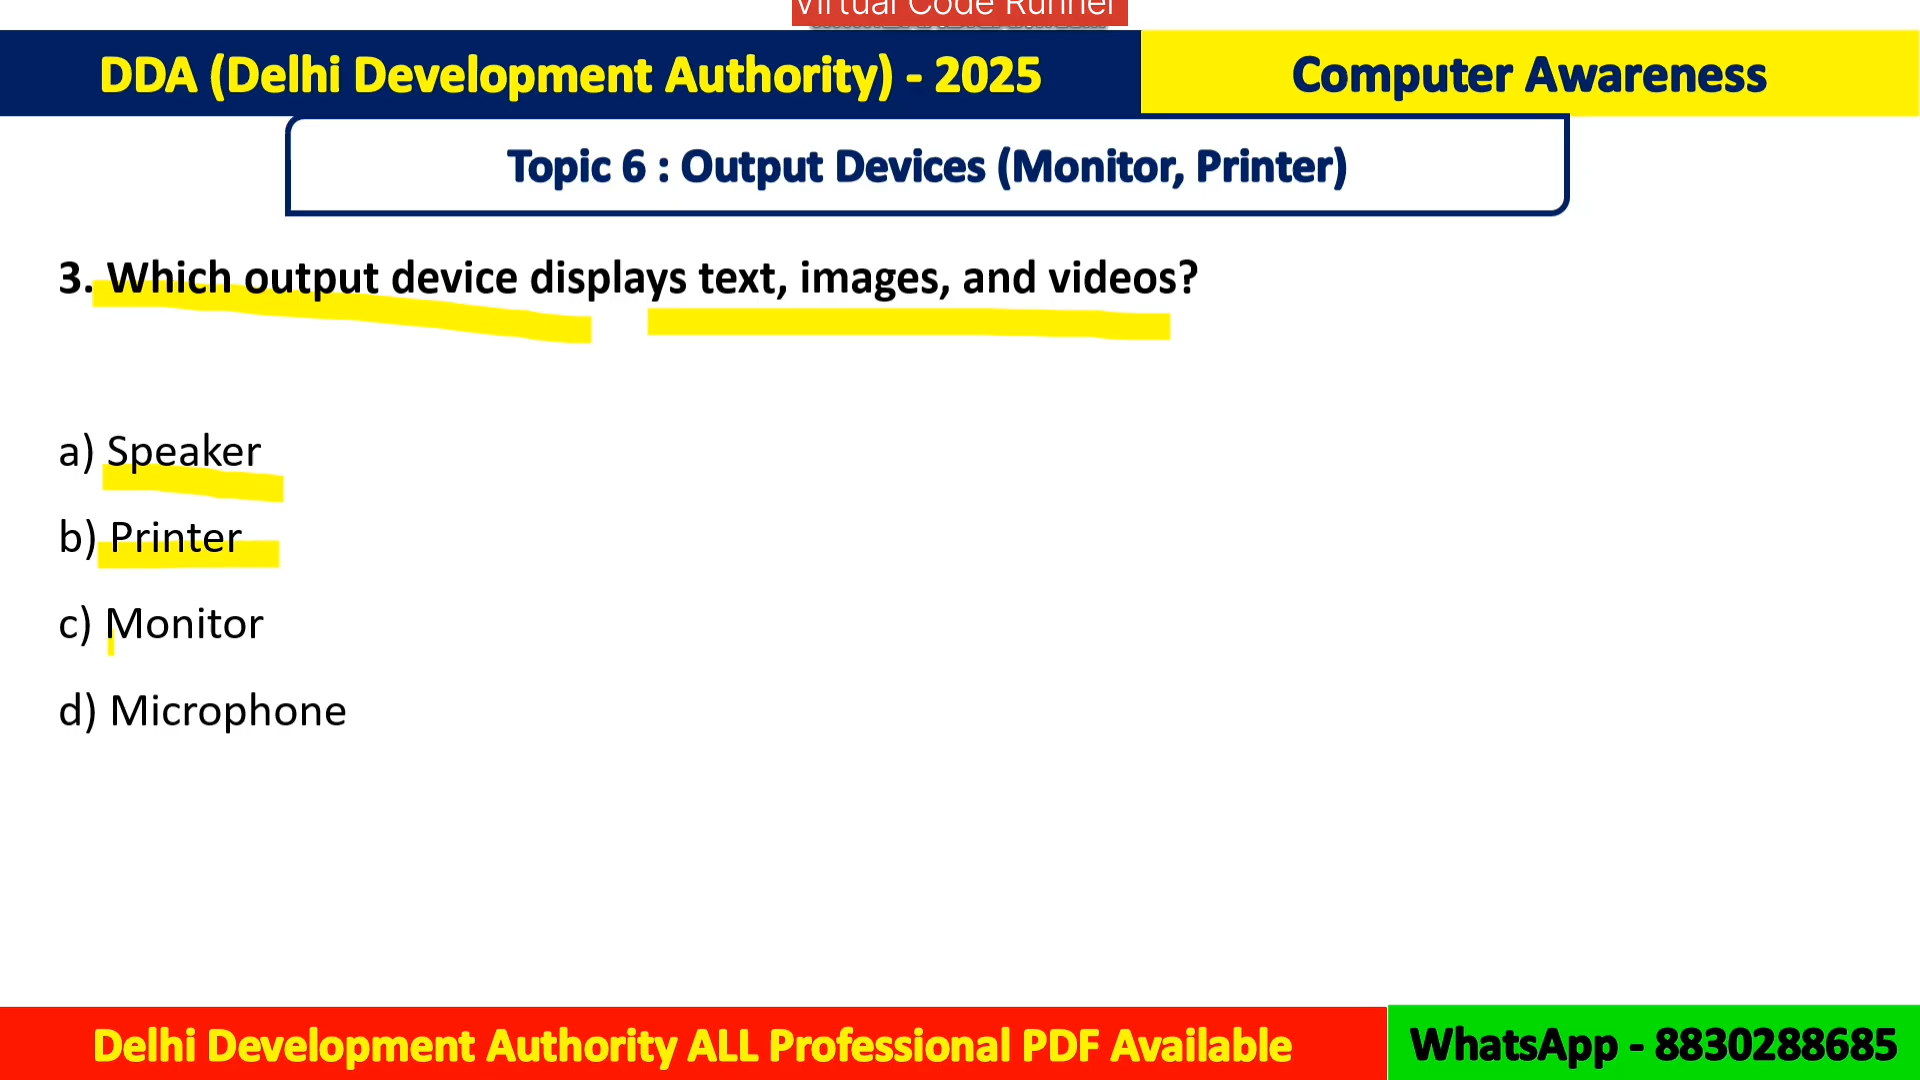 Virtual Code Runner
DDA (Delhi Development Authority) - 2025
Computer Awareness
Topic 6 : Output Devices (Monitor, Printer)
3. Which output device displays text, images, and videos?
a) Speaker
b) Printer
c) Monitor
d) Microphone
Delhi Development Authority ALL Professional PDF Available
WhatsApp - 8830288685